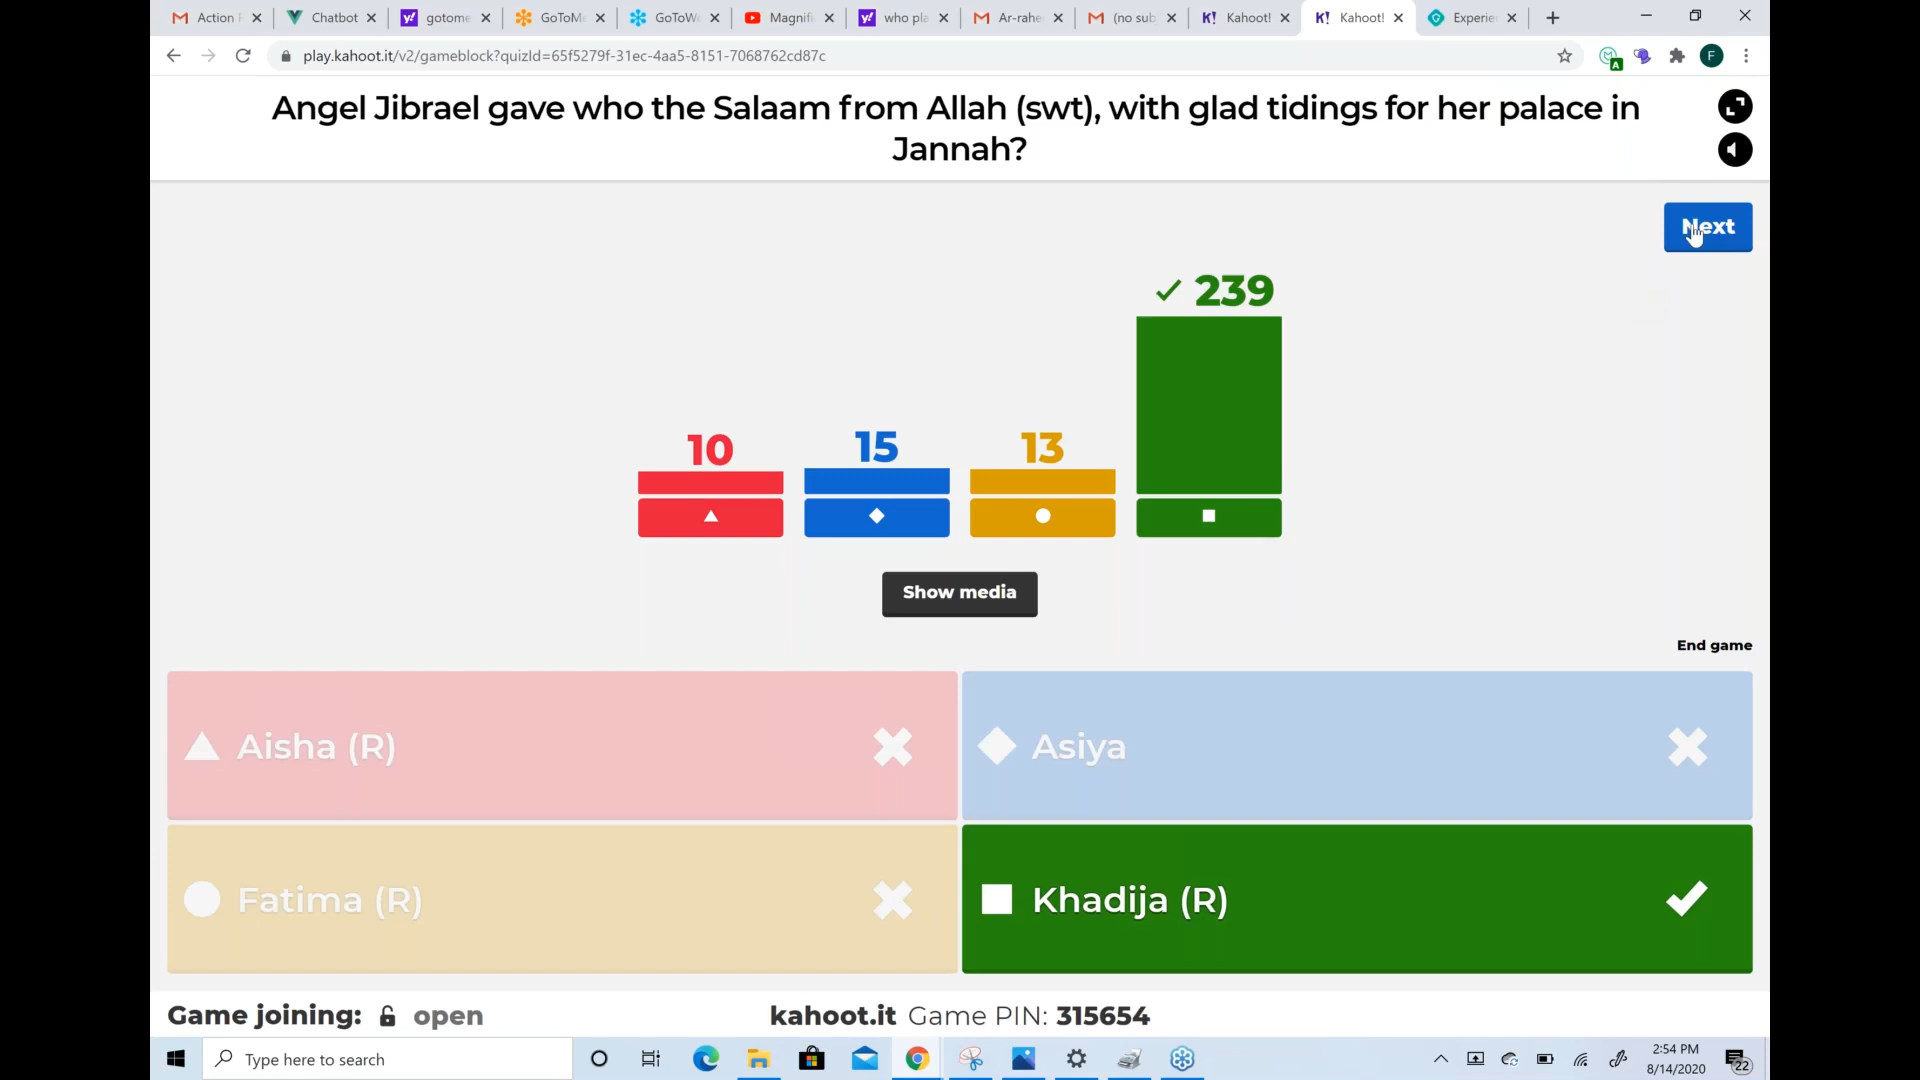 Action F
Chatbot
gotome
GoToMe
GoToWe
Magnifi
who pla
Ar-rahe
(no sub
K! Kahoot!
K! Kahoot!
Experie
play.kahoot.it/v2/gameblock?quizId=65f5279f-31ec-4aa5-8151-7068762cd87c
A
F
Angel Jibrael gave who the Salaam from Allah (swt), with glad tidings for her palace in
Jannah?
Next
239
10
15
13
Show media
End game
Aisha (R)
Asiya
Fatima (R)
Khadija (R)
Game joining: open
kahoot.it Game PIN: 315654
Type here to search
2:54 PM
8/14/2020
22